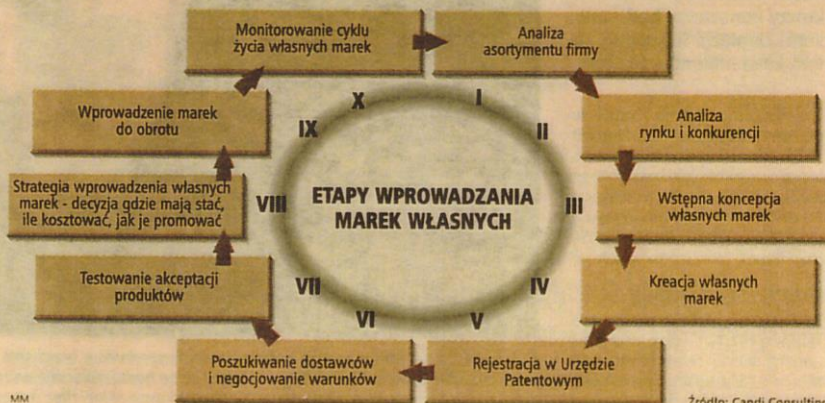 Monitorowanie cyklu
życia własnych marek
Analiza
asortymentu firmy
Wprowadzenie marek
do obrotu
Analiza
rynku i konkurencji
Strategia wprowadzenia własnych
marek - decyzja gdzie mają stać,
ile kosztować, jak je promować
Wstępna koncepcja
własnych marek
Testowanie akceptacji
produktów
Kreacja własnych
marek
Poszukiwanie dostawców
i negocjowanie warunków
Rejestracja w Urzędzie
Patentowym
ETAPY WPROWADZANIA
MAREK WŁASNYCH
I
II
III
IV
V
VI
VII
VIII
IX
X
MM
Źródło: Candi Consulting